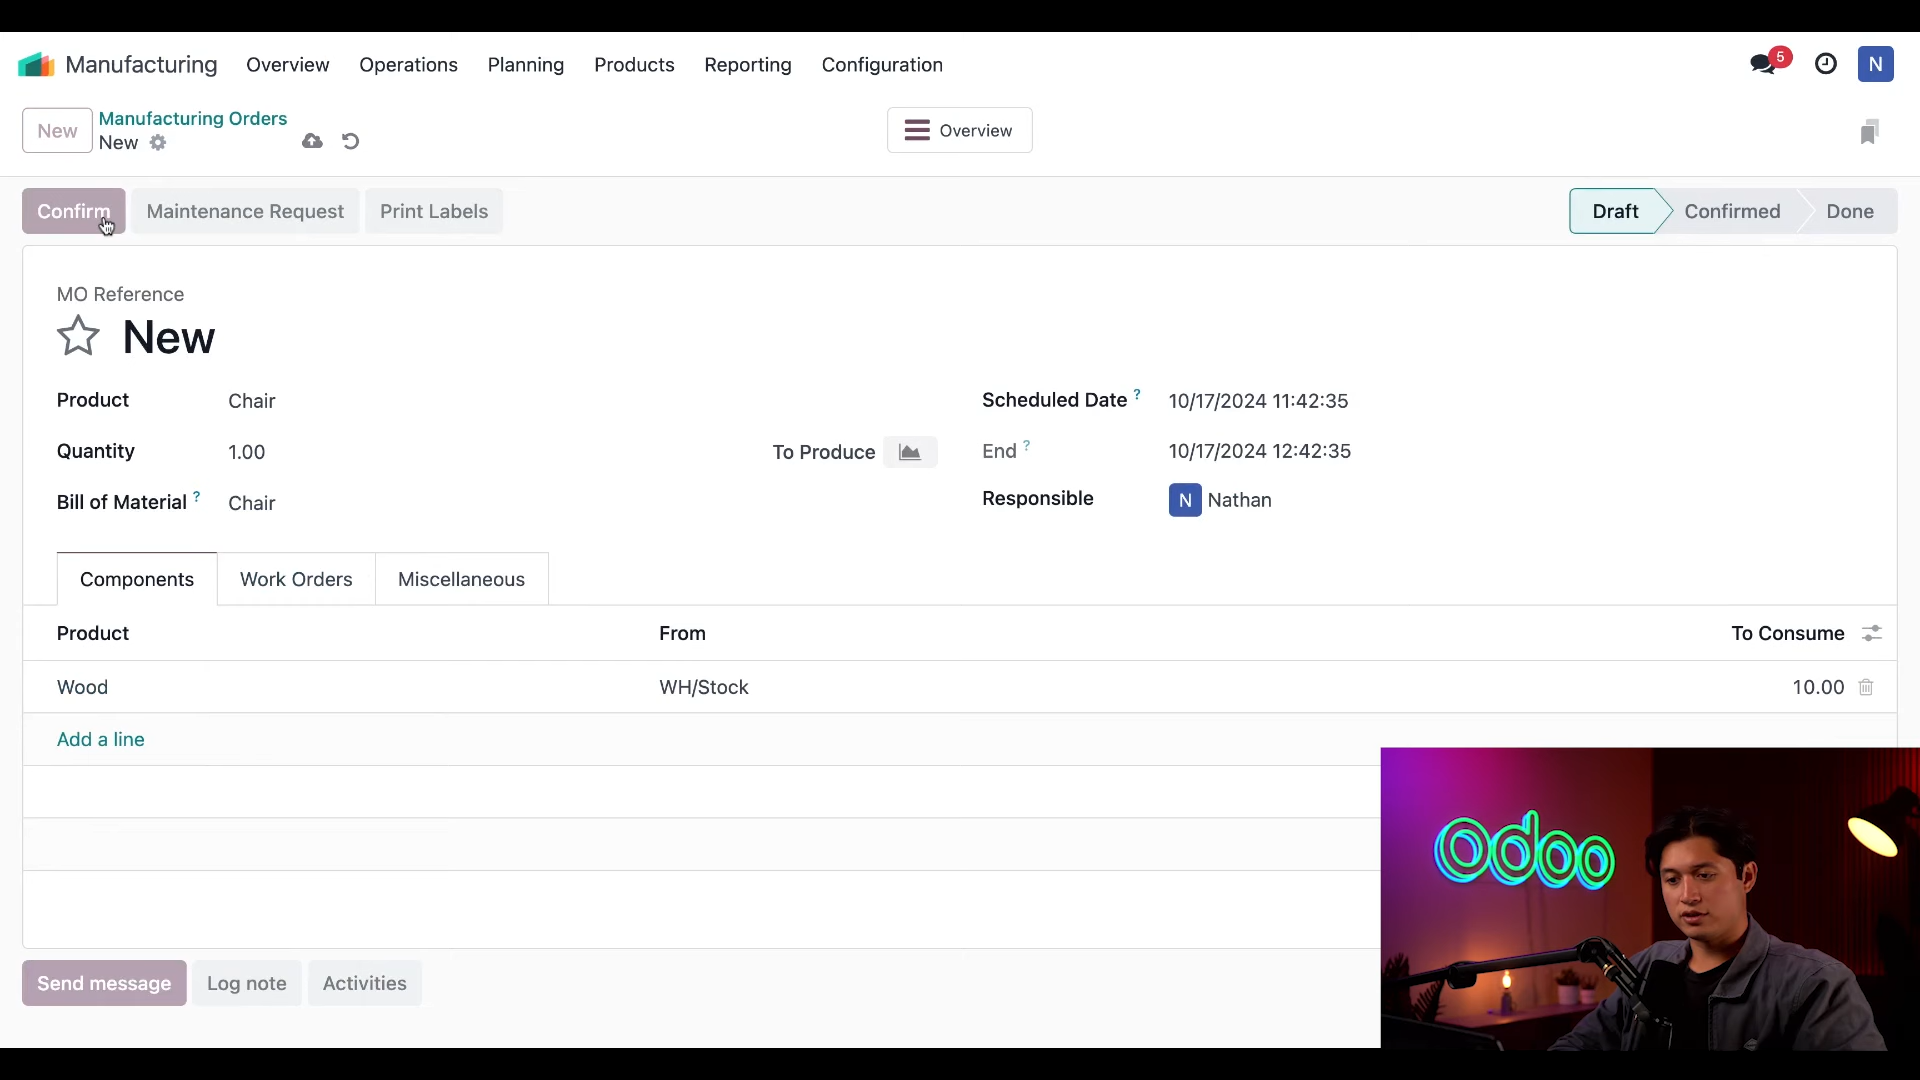 Manufacturing Overview Operations Planning Products Reporting Configuration 5 N
New Manufacturing Orders
New
Overview
Confirm Maintenance Request Print Labels Draft Confirmed Done
MO Reference
New
Product Chair Scheduled Date ? 10/17/2024 11:42:35
Quantity 1.00 To Produce End ? 10/17/2024 12:42:35
Bill of Material ? Chair Responsible N Nathan
Components Work Orders Miscellaneous
Product From To Consume
Wood WH/Stock 10.00
Add a line
odoo
Send message Log note Activities